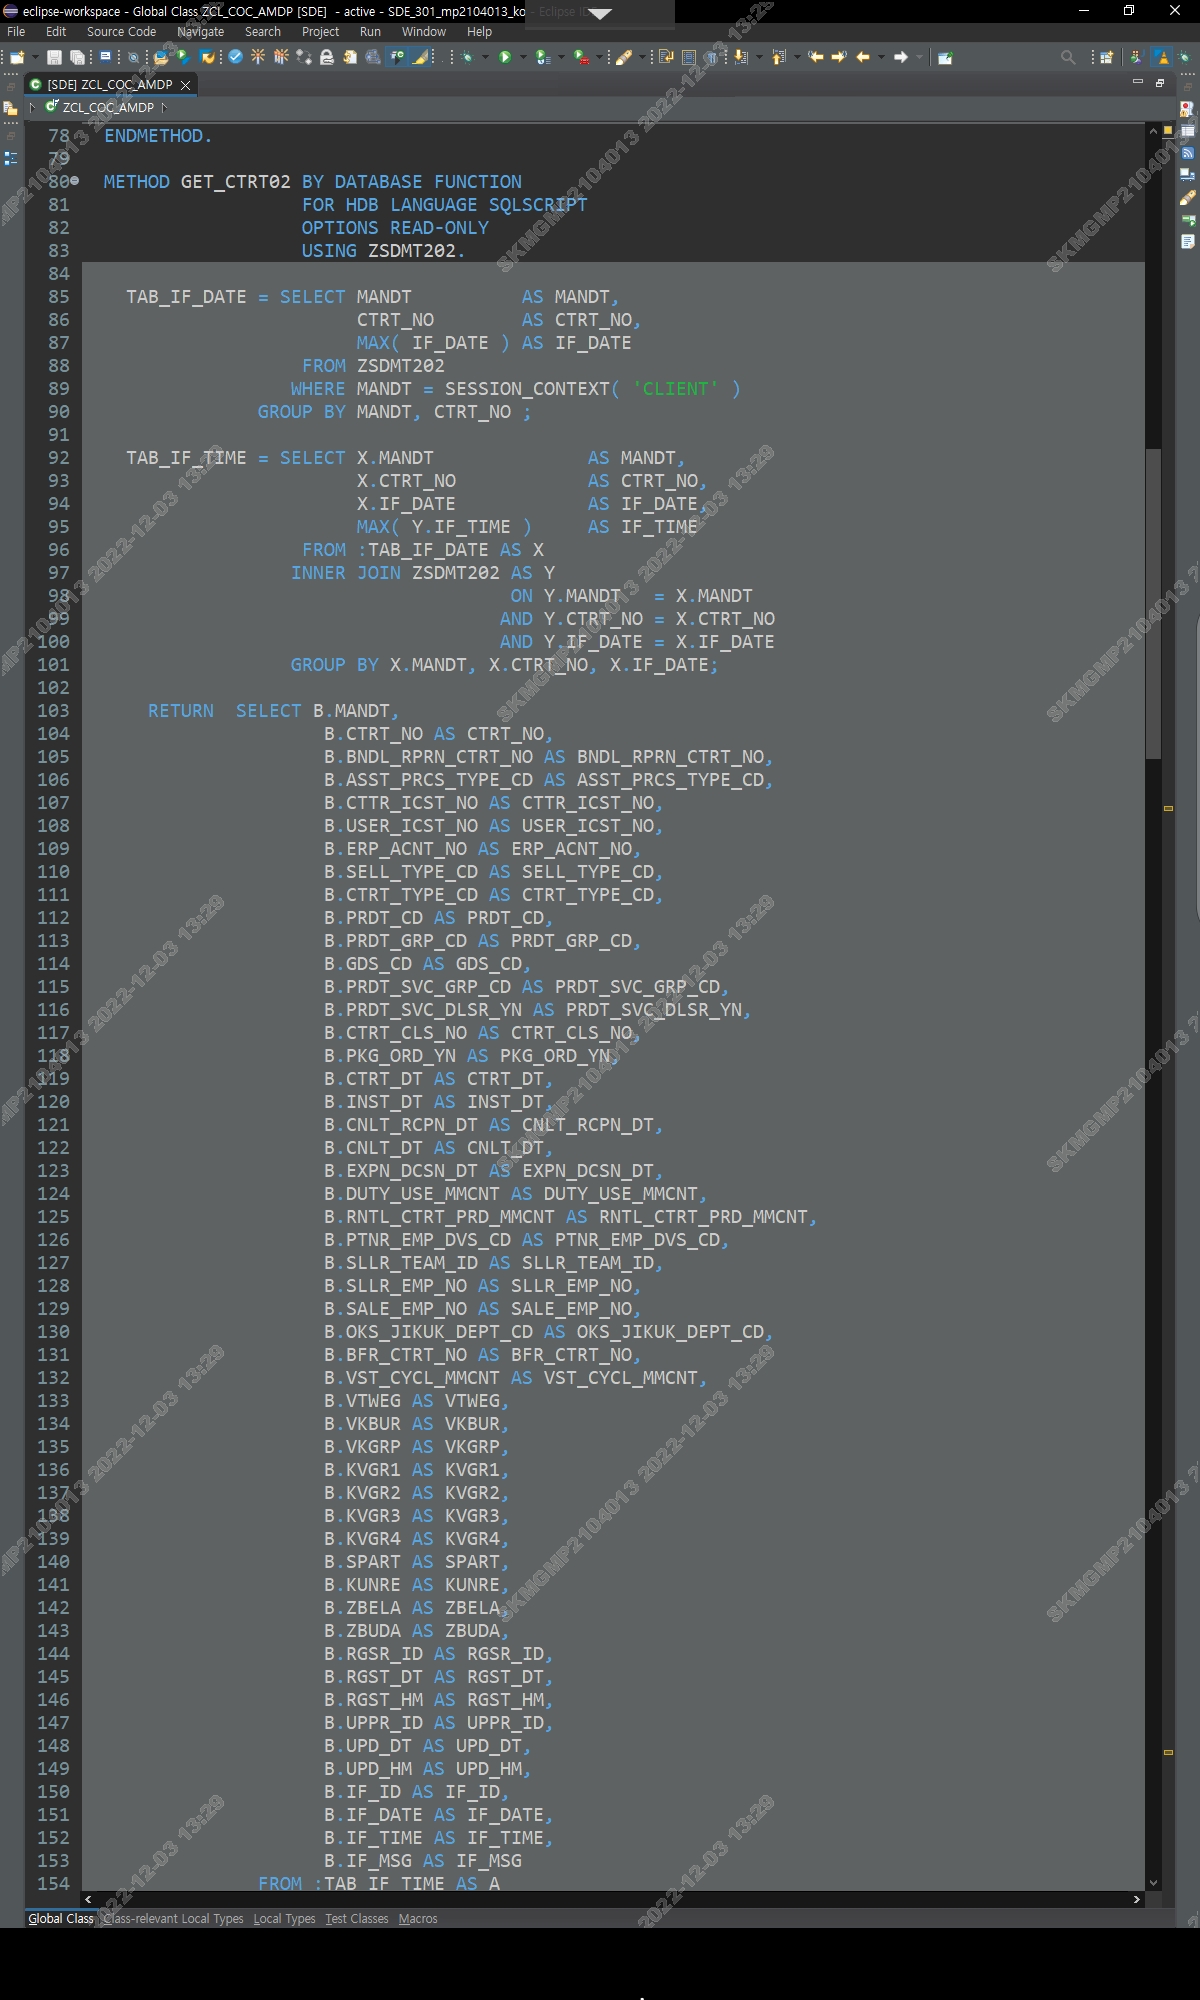 eclipse-workspace - Global Class ZCL_COC_AMDP [SDE] - active - SDE_301_mp2104013_ko - Eclipse IDE
File Edit Source Code Navigate Search Project Run Window Help
[SDE] ZCL_COC_AMDP
ZCL_COC_AMDP
78 ENDMETHOD.
79
80 METHOD GET_CTRT02 BY DATABASE FUNCTION
81 FOR HDB LANGUAGE SQLSCRIPT
82 OPTIONS READ-ONLY
83 USING ZSDMT202.
84
85 TAB_IF_DATE = SELECT MANDT AS MANDT,
86 CTRT_NO AS CTRT_NO,
87 MAX( IF_DATE ) AS IF_DATE
88 FROM ZSDMT202
89 WHERE MANDT = SESSION_CONTEXT( 'CLIENT' )
90 GROUP BY MANDT, CTRT_NO ;
91
92 TAB_IF_TIME = SELECT X.MANDT AS MANDT,
93 X.CTRT_NO AS CTRT_NO,
94 X.IF_DATE AS IF_DATE,
95 MAX( Y.IF_TIME ) AS IF_TIME
96 FROM :TAB_IF_DATE AS X
97 INNER JOIN ZSDMT202 AS Y
98 ON Y.MANDT = X.MANDT
99 AND Y.CTRT_NO = X.CTRT_NO
100 AND Y.IF_DATE = X.IF_DATE
101 GROUP BY X.MANDT, X.CTRT_NO, X.IF_DATE;
102
103 RETURN SELECT B.MANDT,
104 B.CTRT_NO AS CTRT_NO,
105 B.BNDL_RPRN_CTRT_NO AS BNDL_RPRN_CTRT_NO,
106 B.ASST_PRCS_TYPE_CD AS ASST_PRCS_TYPE_CD,
107 B.CTTR_ICST_NO AS CTTR_ICST_NO,
108 B.USER_ICST_NO AS USER_ICST_NO,
109 B.ERP_ACNT_NO AS ERP_ACNT_NO,
110 B.SELL_TYPE_CD AS SELL_TYPE_CD,
111 B.CTRT_TYPE_CD AS CTRT_TYPE_CD,
112 B.PRDT_CD AS PRDT_CD,
113 B.PRDT_GRP_CD AS PRDT_GRP_CD,
114 B.GDS_CD AS GDS_CD,
115 B.PRDT_SVC_GRP_CD AS PRDT_SVC_GRP_CD,
116 B.PRDT_SVC_DLSR_YN AS PRDT_SVC_DLSR_YN,
117 B.CTRT_CLS_NO AS CTRT_CLS_NO,
118 B.PKG_ORD_YN AS PKG_ORD_YN,
119 B.CTRT_DT AS CTRT_DT,
120 B.INST_DT AS INST_DT,
121 B.CNLT_RCPN_DT AS CNLT_RCPN_DT,
122 B.CNLT_DT AS CNLT_DT,
123 B.EXPN_DCSN_DT AS EXPN_DCSN_DT,
124 B.DUTY_USE_MMCNT AS DUTY_USE_MMCNT,
125 B.RNTL_CTRT_PRD_MMCNT AS RNTL_CTRT_PRD_MMCNT,
126 B.PTNR_EMP_DVS_CD AS PTNR_EMP_DVS_CD,
127 B.SLLR_TEAM_ID AS SLLR_TEAM_ID,
128 B.SLLR_EMP_NO AS SLLR_EMP_NO,
129 B.SALE_EMP_NO AS SALE_EMP_NO,
130 B.OKS_JIKUK_DEPT_CD AS OKS_JIKUK_DEPT_CD,
131 B.BFR_CTRT_NO AS BFR_CTRT_NO,
132 B.VST_CYCL_MMCNT AS VST_CYCL_MMCNT,
133 B.VTWEG AS VTWEG,
134 B.VKBUR AS VKBUR,
135 B.VKGRP AS VKGRP,
136 B.KVGR1 AS KVGR1,
137 B.KVGR2 AS KVGR2,
138 B.KVGR3 AS KVGR3,
139 B.KVGR4 AS KVGR4,
140 B.SPART AS SPART,
141 B.KUNRE AS KUNRE,
142 B.ZBELA AS ZBELA,
143 B.ZBUDA AS ZBUDA,
144 B.RGSR_ID AS RGSR_ID,
145 B.RGST_DT AS RGST_DT,
146 B.RGST_HM AS RGST_HM,
147 B.UPPR_ID AS UPPR_ID,
148 B.UPD_DT AS UPD_DT,
149 B.UPD_HM AS UPD_HM,
150 B.IF_ID AS IF_ID,
151 B.IF_DATE AS IF_DATE,
152 B.IF_TIME AS IF_TIME,
153 B.IF_MSG AS IF_MSG
154 FROM :TAB_IF_TIME AS A
Global Class Class-relevant Local Types Local Types Test Classes Macros
SKMGMP2104013 2022-12-03 13:29